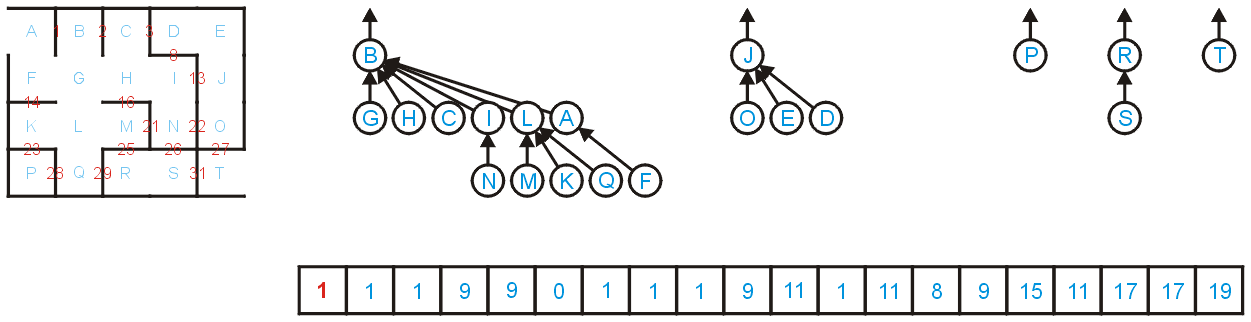 A 1 B 2 C 3 D E
8
F G H I 13 J
14 16
K L M 21 N 22 O
23 25 26 27
P 28 Q 29 R S 31 T
B J P R T
G H C I L A O E D S
N M K Q F
1 1 1 9 9 0 1 1 1 9 11 1 11 8 9 15 11 17 17 19